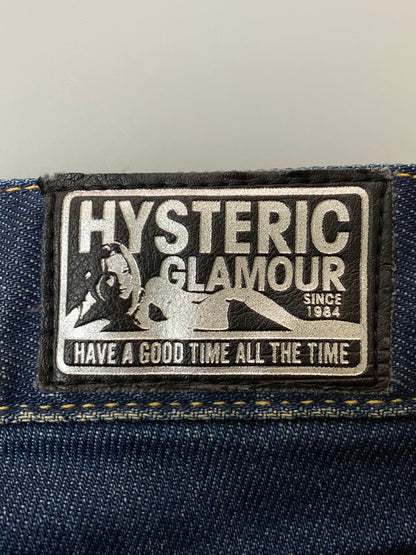 HYSTERIC
GLAMOUR
SINCE
1984
HAVE A GOOD TIME ALL THE TIME